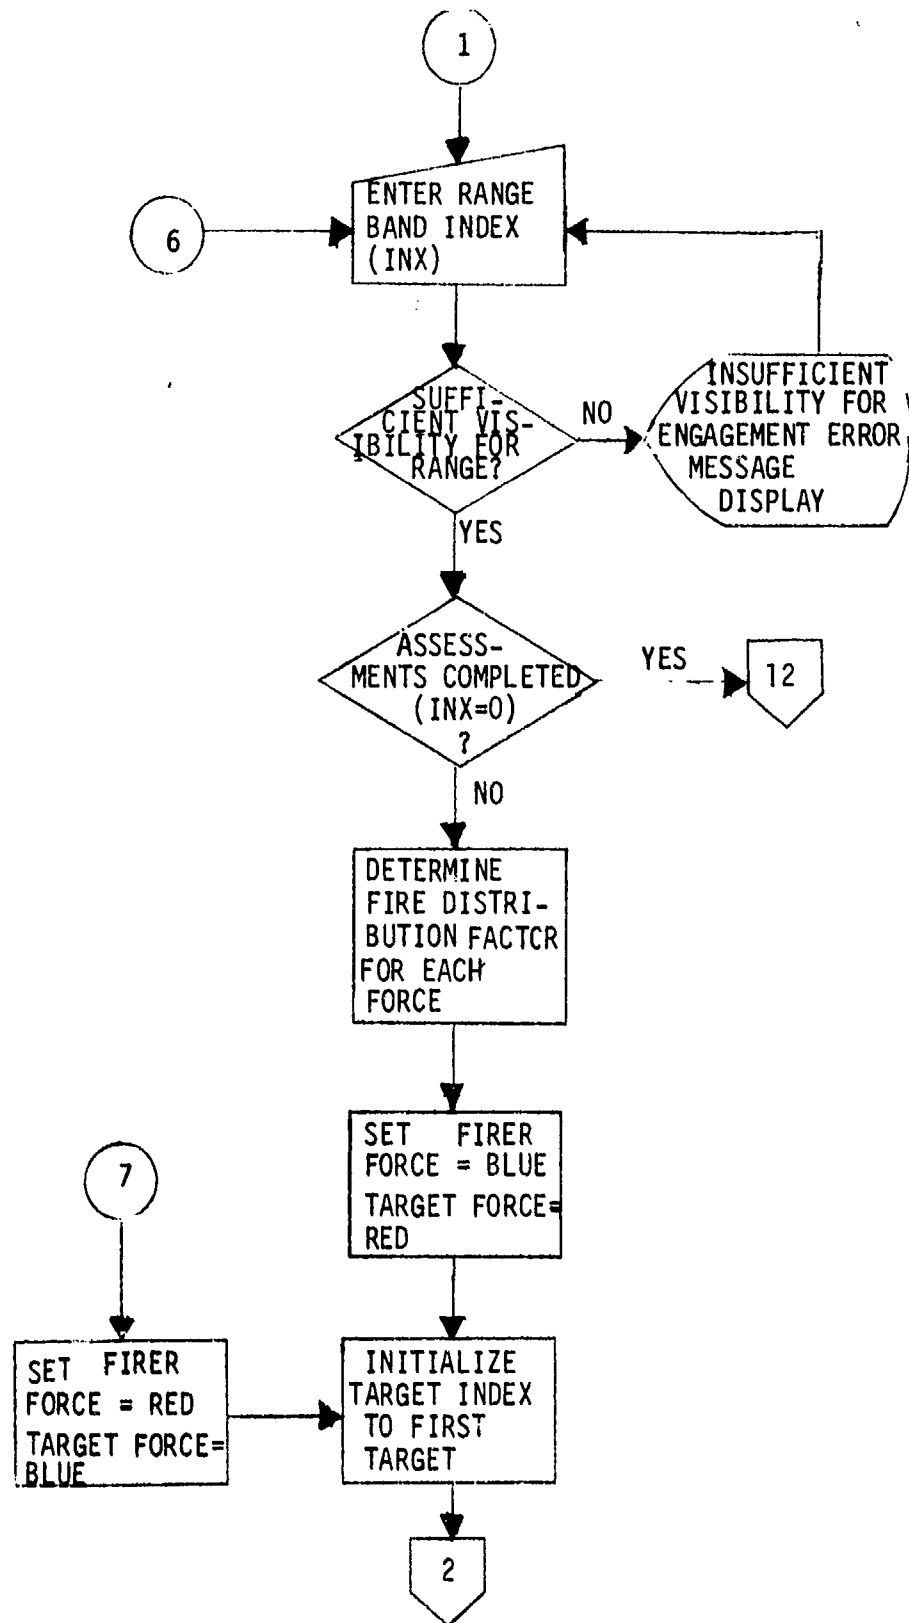 1
ENTER RANGE
BAND INDEX
(INX)
6
SUFFI-
CIENT VIS-
IBILITY FOR
RANGE?
NO
INSUFFICIENT
VISIBILITY FOR
ENGAGEMENT ERROR
MESSAGE
DISPLAY
YES
ASSESS-
MENTS COMPLETED
(INX=0)
?
YES
12
NO
DETERMINE
FIRE DISTRI-
BUTION FACTCR
FOR EACH
FORCE
SET FIRER
FORCE = BLUE
TARGET FORCE=
RED
7
SET FIRER
FORCE = RED
TARGET FORCE=
BLUE
INITIALIZE
TARGET INDEX
TO FIRST
TARGET
2